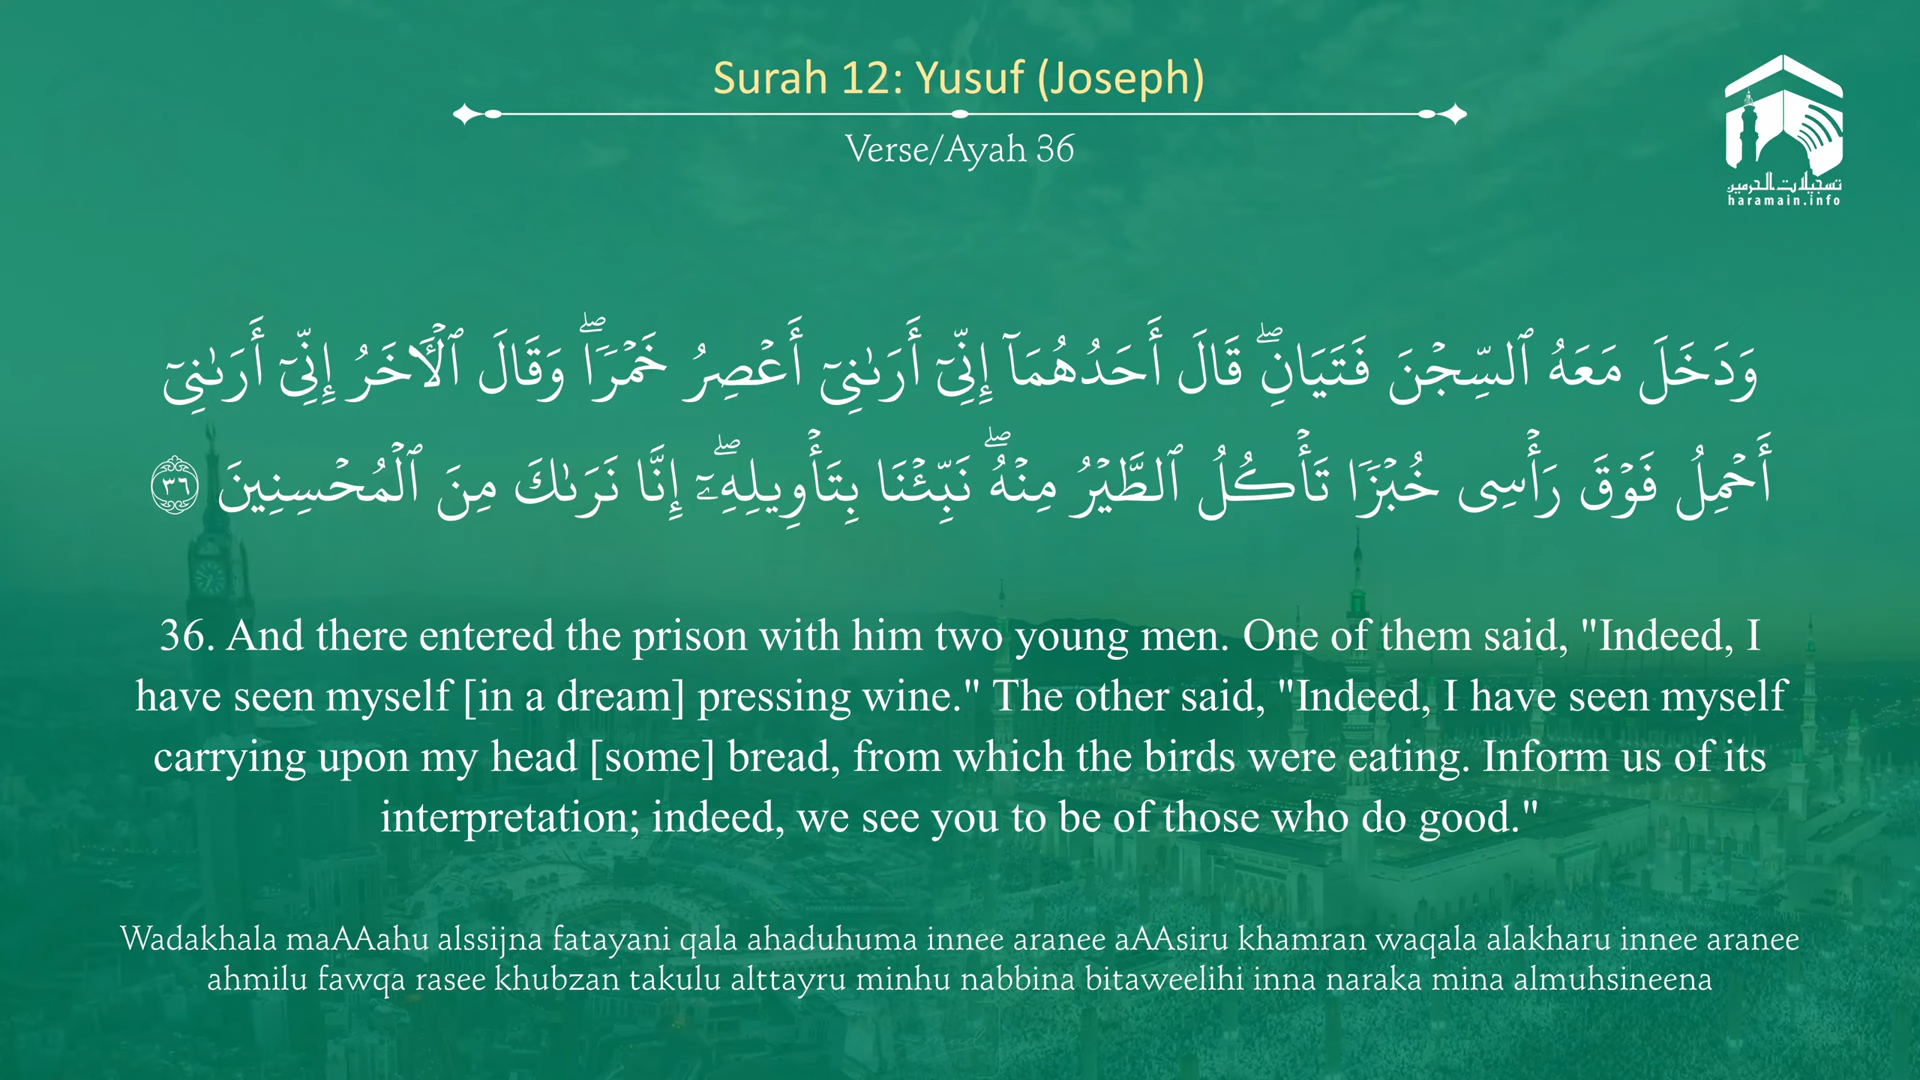 Surah 12: Yusuf (Joseph)
Verse/Ayah 36
تسجيلات الحرمين
haramain.info
وَدَخَلَ مَعَهُ ٱلسِّجۡنَ فَتَيَانِۖ قَالَ أَحَدُهُمَآ إِنِّيٓ أَرَىٰنِيٓ أَعۡصِرُ خَمۡرٗاۖ وَقَالَ ٱلۡأٓخَرُ إِنِّيٓ أَرَىٰنِيٓ
أَحۡمِلُ فَوۡقَ رَأۡسِي خُبۡزٗا تَأۡكُلُ ٱلطَّيۡرُ مِنۡهُۖ نَبِّئۡنَا بِتَأۡوِيلِهِۦٓۖ إِنَّا نَرَىٰكَ مِنَ ٱلۡمُحۡسِنِينَ ٣٦
36. And there entered the prison with him two young men. One of them said, "Indeed, I
have seen myself [in a dream] pressing wine." The other said, "Indeed, I have seen myself
carrying upon my head [some] bread, from which the birds were eating. Inform us of its
interpretation; indeed, we see you to be of those who do good."
Wadakhala maAAahu alssijna fatayani qala ahaduhuma innee aranee aAAsiru khamran waqala alakharu innee aranee
ahmilu fawqa rasee khubzan takulu alttayru minhu nabbina bitaweelihi inna naraka mina almuhsineena